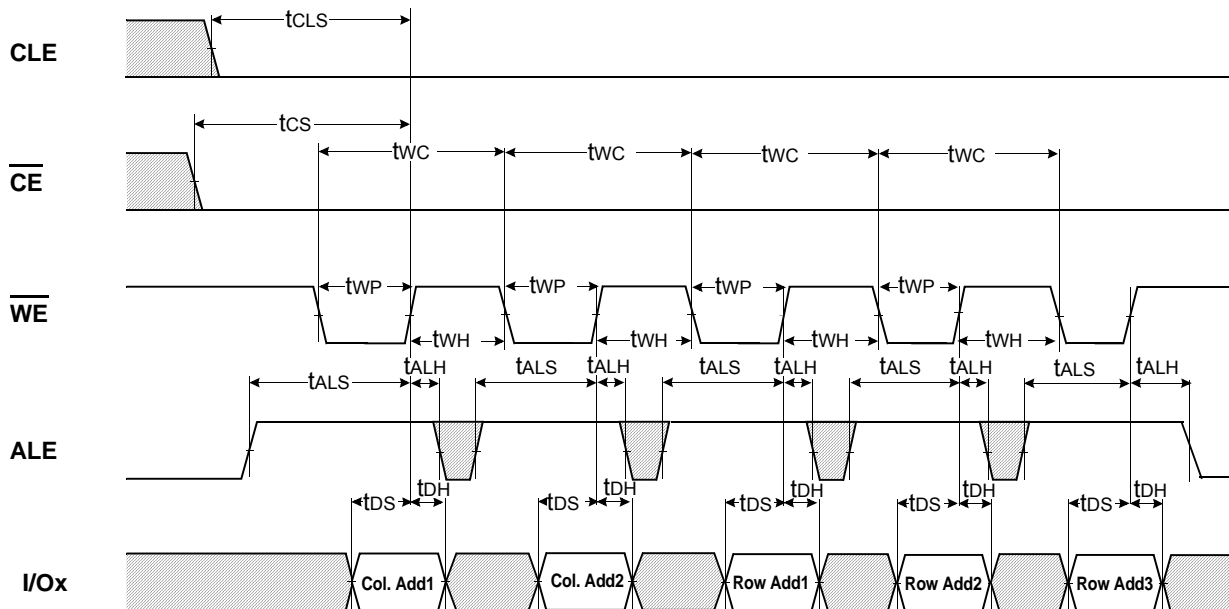 tCLS
CLE
tCS
tWC tWC tWC tWC
CE
tWP tWP tWP tWP
WE
tWH tWH tWH tWH
tALS tALH tALS tALH tALS tALH tALS tALH tALS tALH
ALE
tDS tDH tDS tDH tDS tDH tDS tDH tDS tDH
I/Ox Col. Add1 Col. Add2 Row Add1 Row Add2 Row Add3